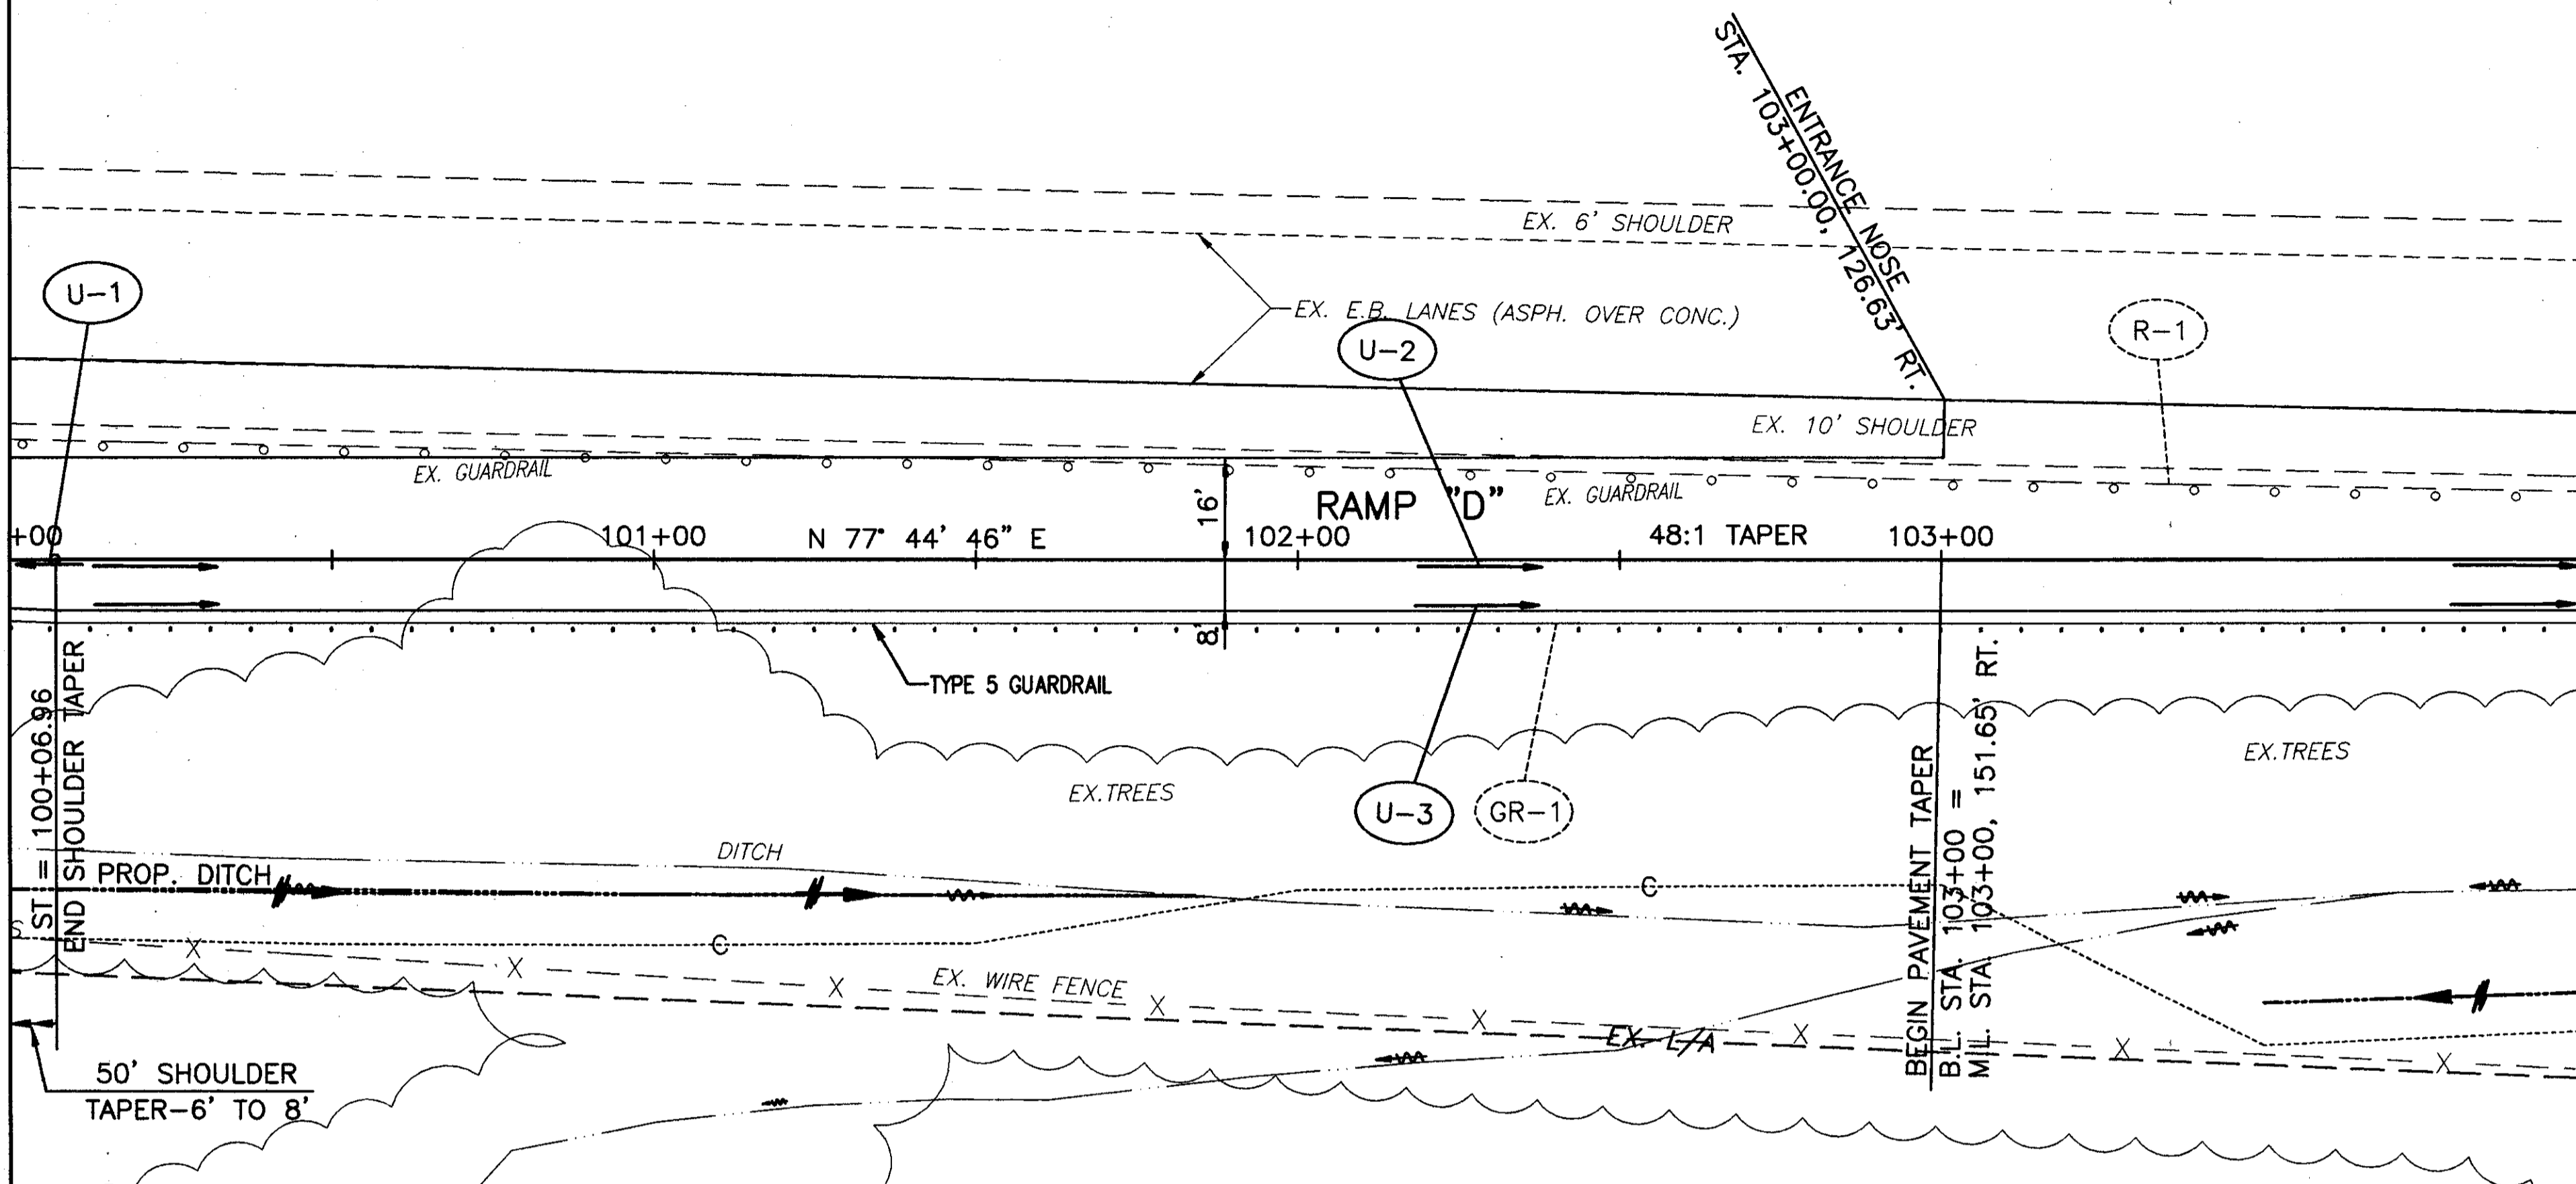 STA. 103+00.00, 126.63' RT.
ENTRANCE NOSE
EX. 6' SHOULDER
U-1
EX. E.B. LANES (ASPH. OVER CONC.)
U-2
R-1
EX. 10' SHOULDER
EX. GUARDRAIL
16'
RAMP "D"
EX. GUARDRAIL
+00
101+00
N 77° 44' 46" E
102+00
48:1 TAPER
103+00
8'
TYPE 5 GUARDRAIL
ST = 100+06.96
END SHOULDER TAPER
EX.TREES
EX.TREES
U-3
GR-1
BEGIN PAVEMENT TAPER
B.L. STA. 103+00 =
M.L. STA. 103+00, 151.65' RT.
DITCH
PROP. DITCH
C
C
S
X X X X X X X X
EX. WIRE FENCE
EX. L/A
50' SHOULDER
TAPER-6' TO 8'